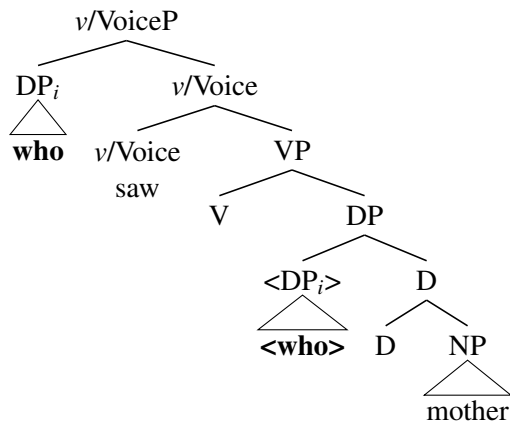 v/VoiceP
DPᵢ v/Voice
who v/Voice VP
saw V DP
<DPᵢ> D
<who> D NP
mother